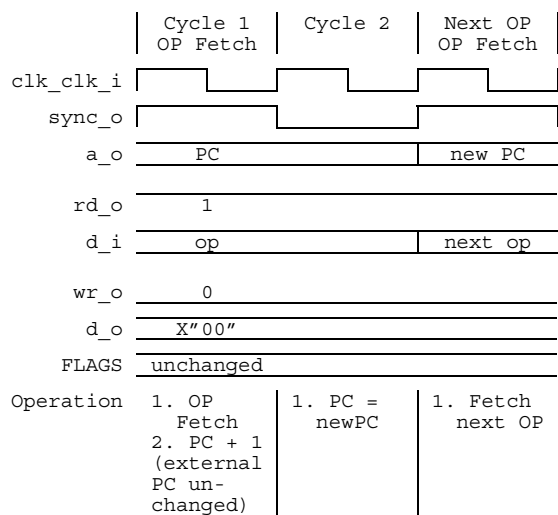 Cycle 1 Cycle 2 Next OP
OP Fetch OP Fetch
clk_clk_i
sync_o
a_o PC new PC
rd_o 1
d_i op next op
wr_o 0
d_o X"00"
FLAGS unchanged
Operation 1. OP 1. PC = 1. Fetch
Fetch newPC next OP
2. PC + 1
(external
PC un-
changed)